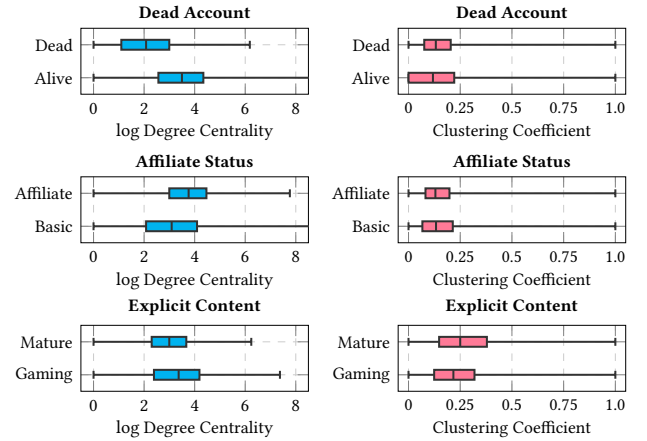 Dead Account
Dead
Alive
0 2 4 6 8
log Degree Centrality
Dead Account
Dead
Alive
0 0.25 0.5 0.75 1.0
Clustering Coefficient
Affiliate Status
Affiliate
Basic
0 2 4 6 8
log Degree Centrality
Affiliate Status
Affiliate
Basic
0 0.25 0.5 0.75 1.0
Clustering Coefficient
Explicit Content
Mature
Gaming
0 2 4 6 8
log Degree Centrality
Explicit Content
Mature
Gaming
0 0.25 0.5 0.75 1.0
Clustering Coefficient